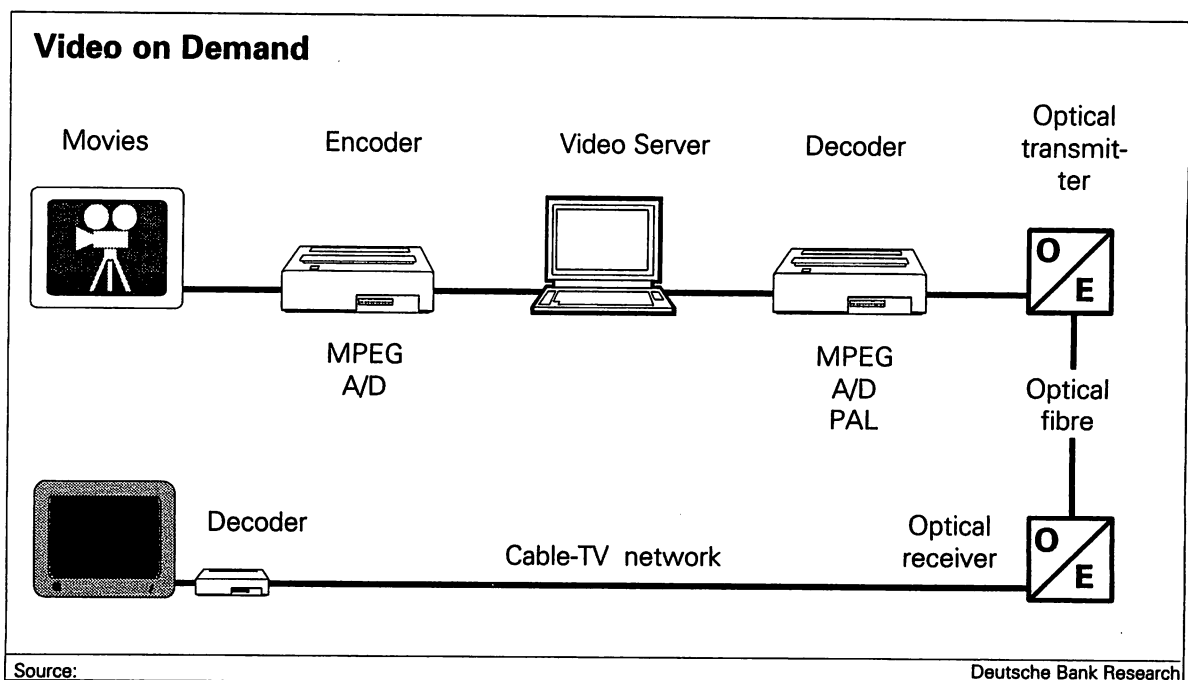 Video on Demand
Movies
Encoder
Video Server
Decoder
Optical
transmit-
ter
O
E
MPEG
A/D
MPEG
A/D
PAL
Optical
fibre
Decoder
Cable-TV network
Optical
receiver
O
E
Source:
Deutsche Bank Research